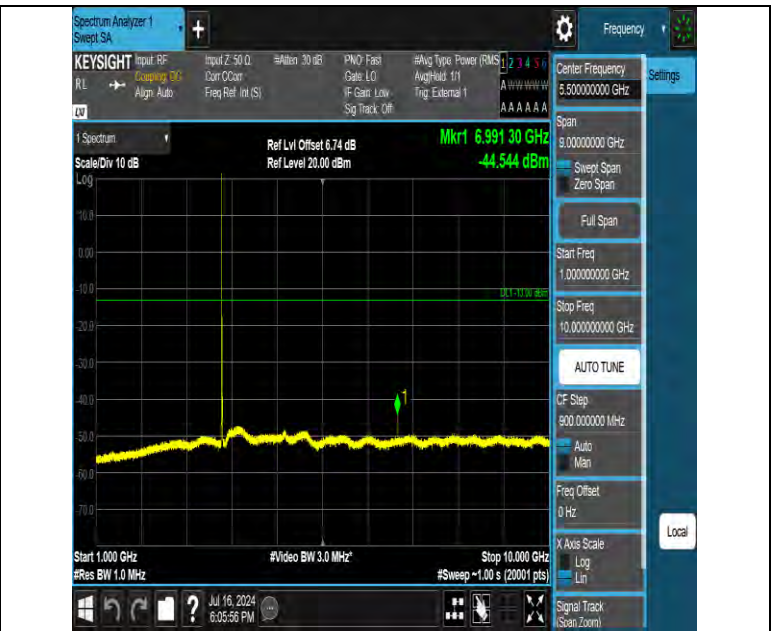 Spectrum Analyzer 1
Swept SA
+
Frequency
KEYSIGHT
RL
Input: RF
Coupling: DC
Align: Auto
Input Z: 50 Ω
Corr CCorr
Freq Ref: Int (S)
#Atten: 30 dB
PNO: Fast
Gate: LO
IF Gain: Low
Sig Track: Off
#Avg Type: Power (RMS
Avg|Hold: 1/1
Trig: External 1
1 2 3 4 5 6
A W W W W W
A A A A A A
Settings
Center Frequency
5.500000000 GHz
Span
9.00000000 GHz
Swept Span
Zero Span
Full Span
Start Freq
1.000000000 GHz
Stop Freq
10.000000000 GHz
AUTO TUNE
CF Step
900.000000 MHz
Auto
Man
Freq Offset
0 Hz
X Axis Scale
Log
Lin
Signal Track
(Span Zoom)
Local
1 Spectrum
Scale/Div 10 dB
Ref Lvl Offset 6.74 dB
Ref Level 20.00 dBm
Mkr1 6.991 30 GHz
-44.544 dBm
Log
10.0
0.00
-10.0
DL1 -13.00 dBm
-20.0
-30.0
-40.0
1
-50.0
-60.0
-70.0
Start 1.000 GHz
#Res BW 1.0 MHz
#Video BW 3.0 MHz*
Stop 10.000 GHz
#Sweep ~1.00 s (20001 pts)
?
Jul 16, 2024
6:05:56 PM